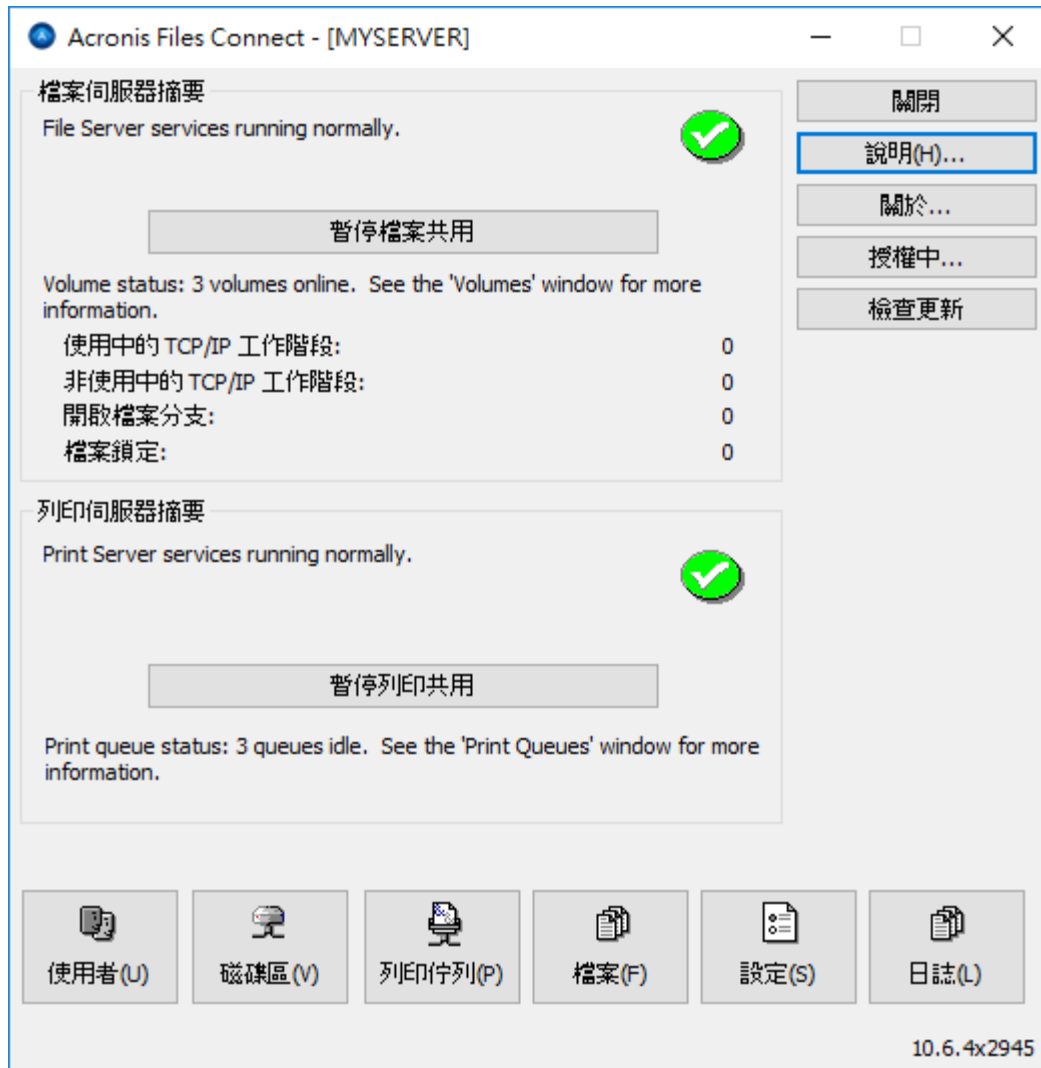 Acronis Files Connect - [MYSERVER]
檔案伺服器摘要
File Server services running normally.
暫停檔案共用
Volume status: 3 volumes online.  See the 'Volumes' window for more
information.
使用中的 TCP/IP 工作階段: 0
非使用中的 TCP/IP 工作階段: 0
開啟檔案分支: 0
檔案鎖定: 0
關閉
說明(H)...
關於...
授權中...
檢查更新
列印伺服器摘要
Print Server services running normally.
暫停列印共用
Print queue status: 3 queues idle.  See the 'Print Queues' window for more
information.
使用者(U)
磁碟區(V)
列印佇列(P)
檔案(F)
設定(S)
日誌(L)
10.6.4x2945